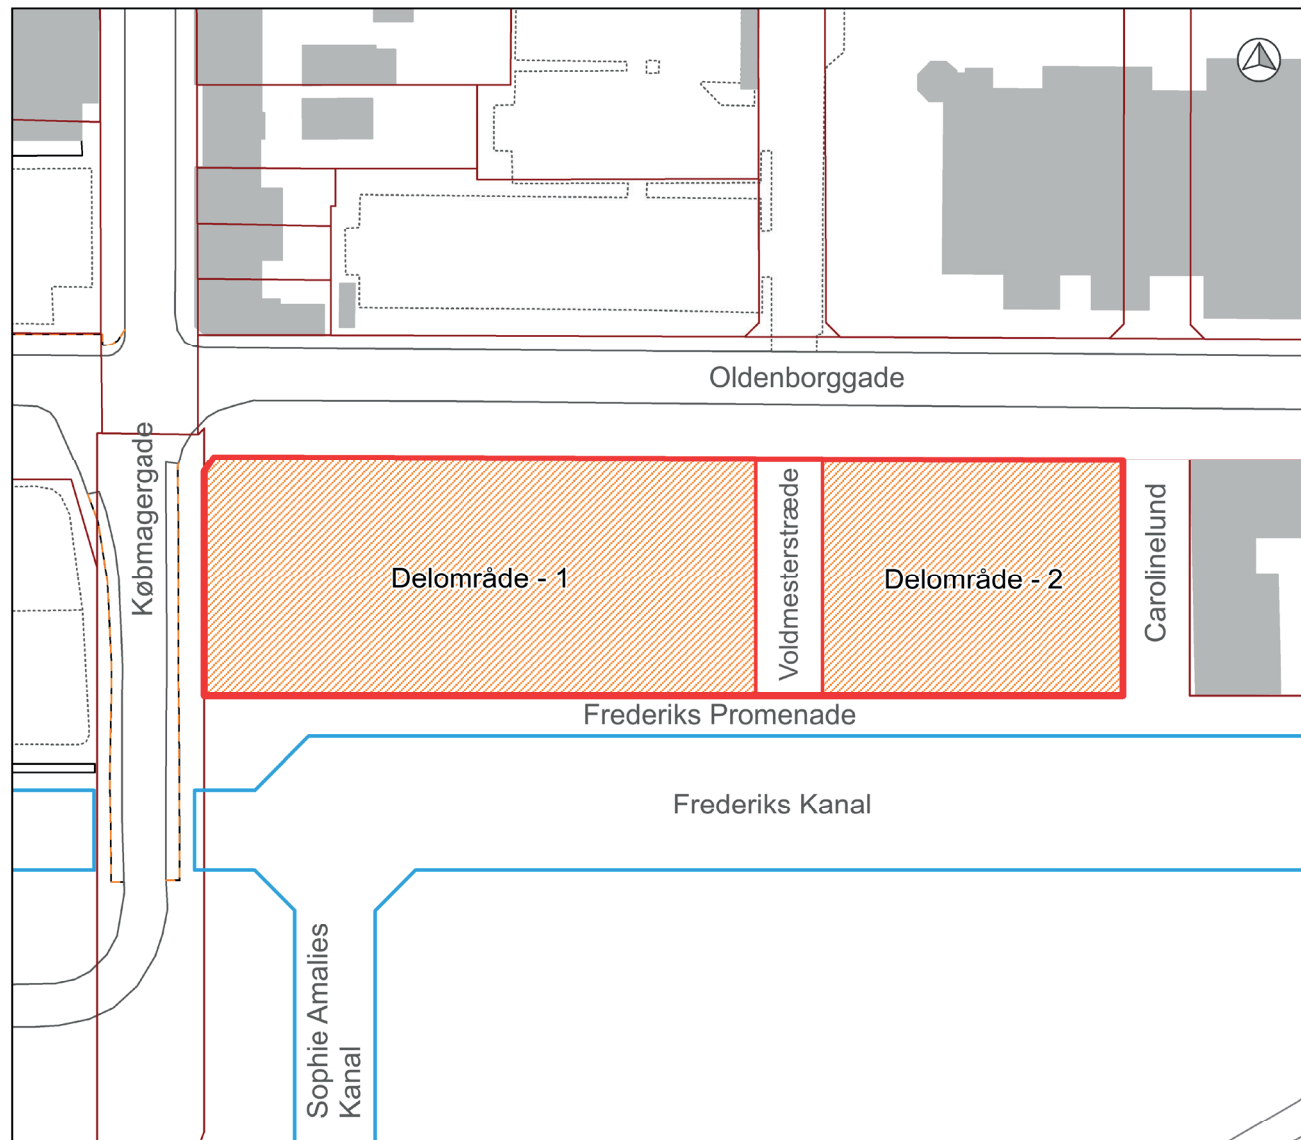 Oldenborggade
Købmagergade
Delområde - 1
Voldmesterstræde
Delområde - 2
Carolinelund
Frederiks Promenade
Frederiks Kanal
Sophie Amalies
Kanal